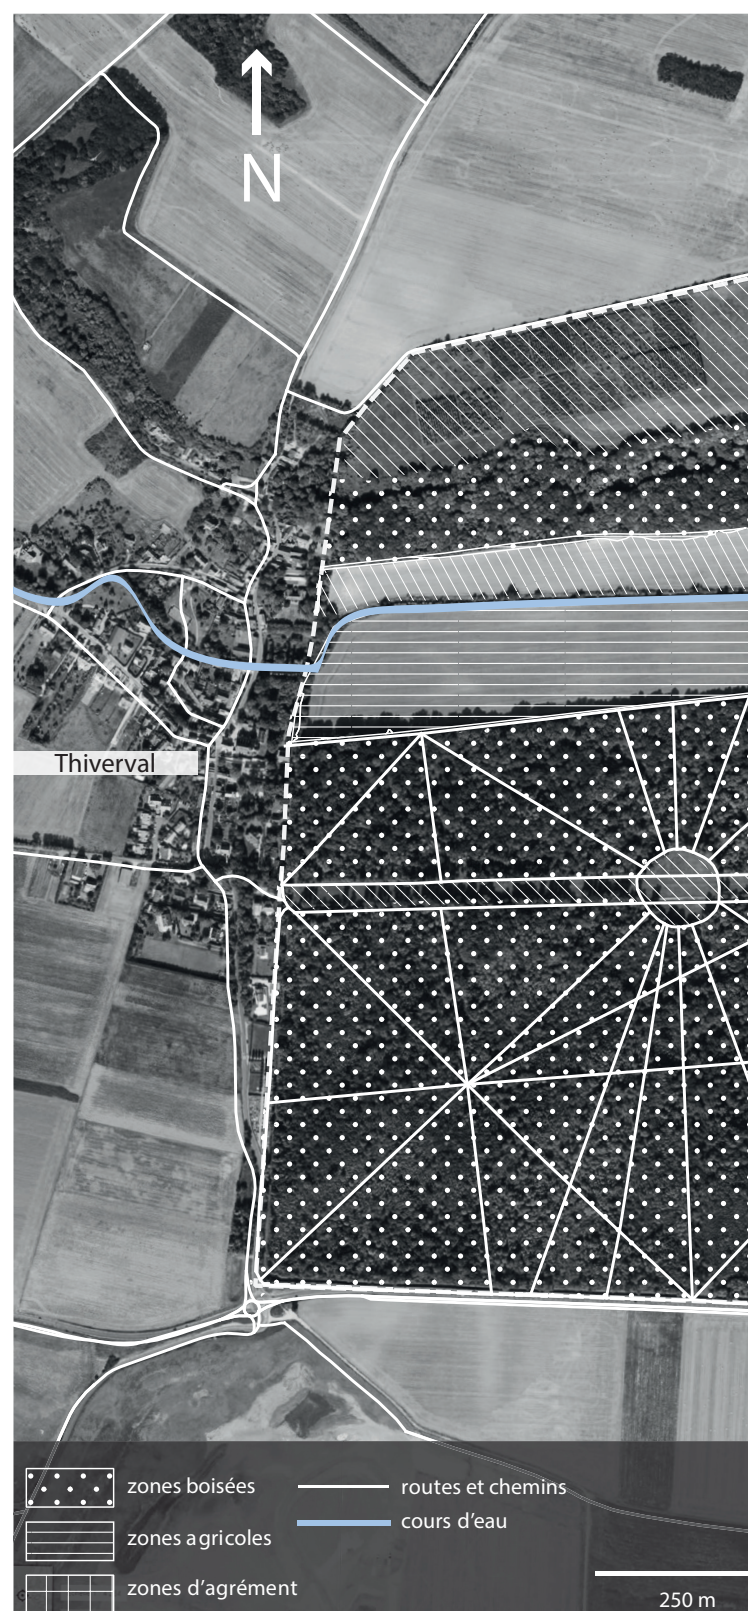 N
Thiverval
zones boisées
routes et chemins
zones agricoles
cours d'eau
zones d'agrément
250 m